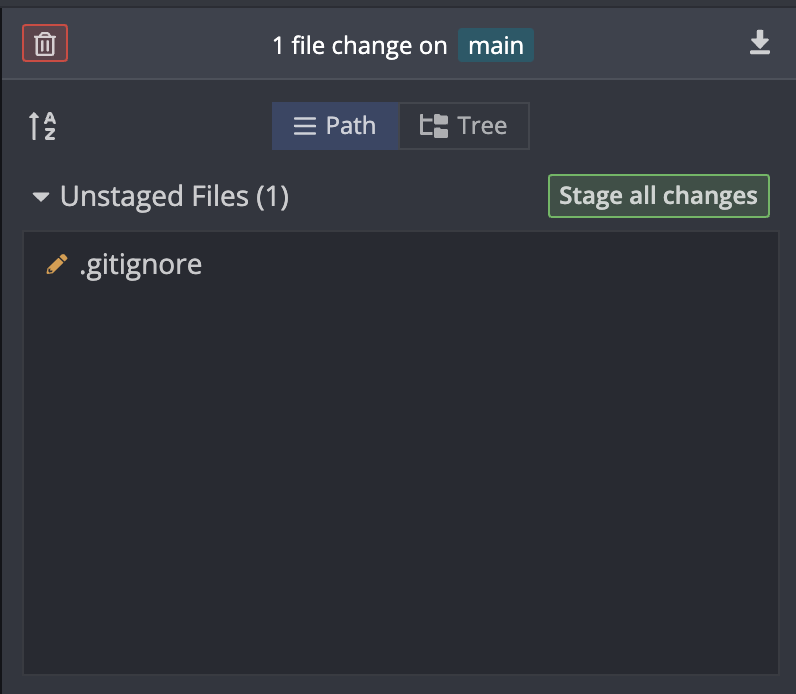 1 file change on main
A
Z
Path Tree
Unstaged Files (1) Stage all changes
.gitignore